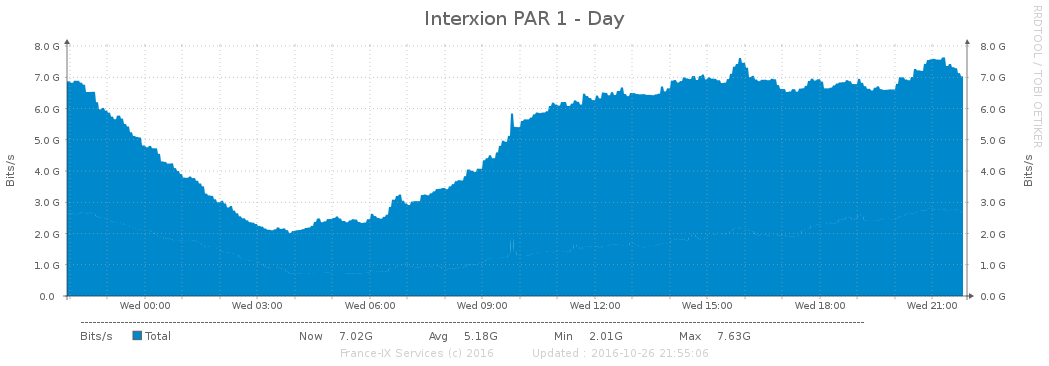 Interxion PAR 1 - Day
RRDTOOL / TOBI OETIKER
8.0 G 8.0 G
7.0 G 7.0 G
6.0 G 6.0 G
5.0 G 5.0 G
4.0 G 4.0 G
3.0 G 3.0 G
2.0 G 2.0 G
1.0 G 1.0 G
0.0 0.0 G
Bits/s
Bits/s
Wed 00:00 Wed 03:00 Wed 06:00 Wed 09:00 Wed 12:00 Wed 15:00 Wed 18:00 Wed 21:00
Bits/s Total Now 7.02G Avg 5.18G Min 2.01G Max 7.63G
France-IX Services (c) 2016 Updated : 2016-10-26 21:55:06